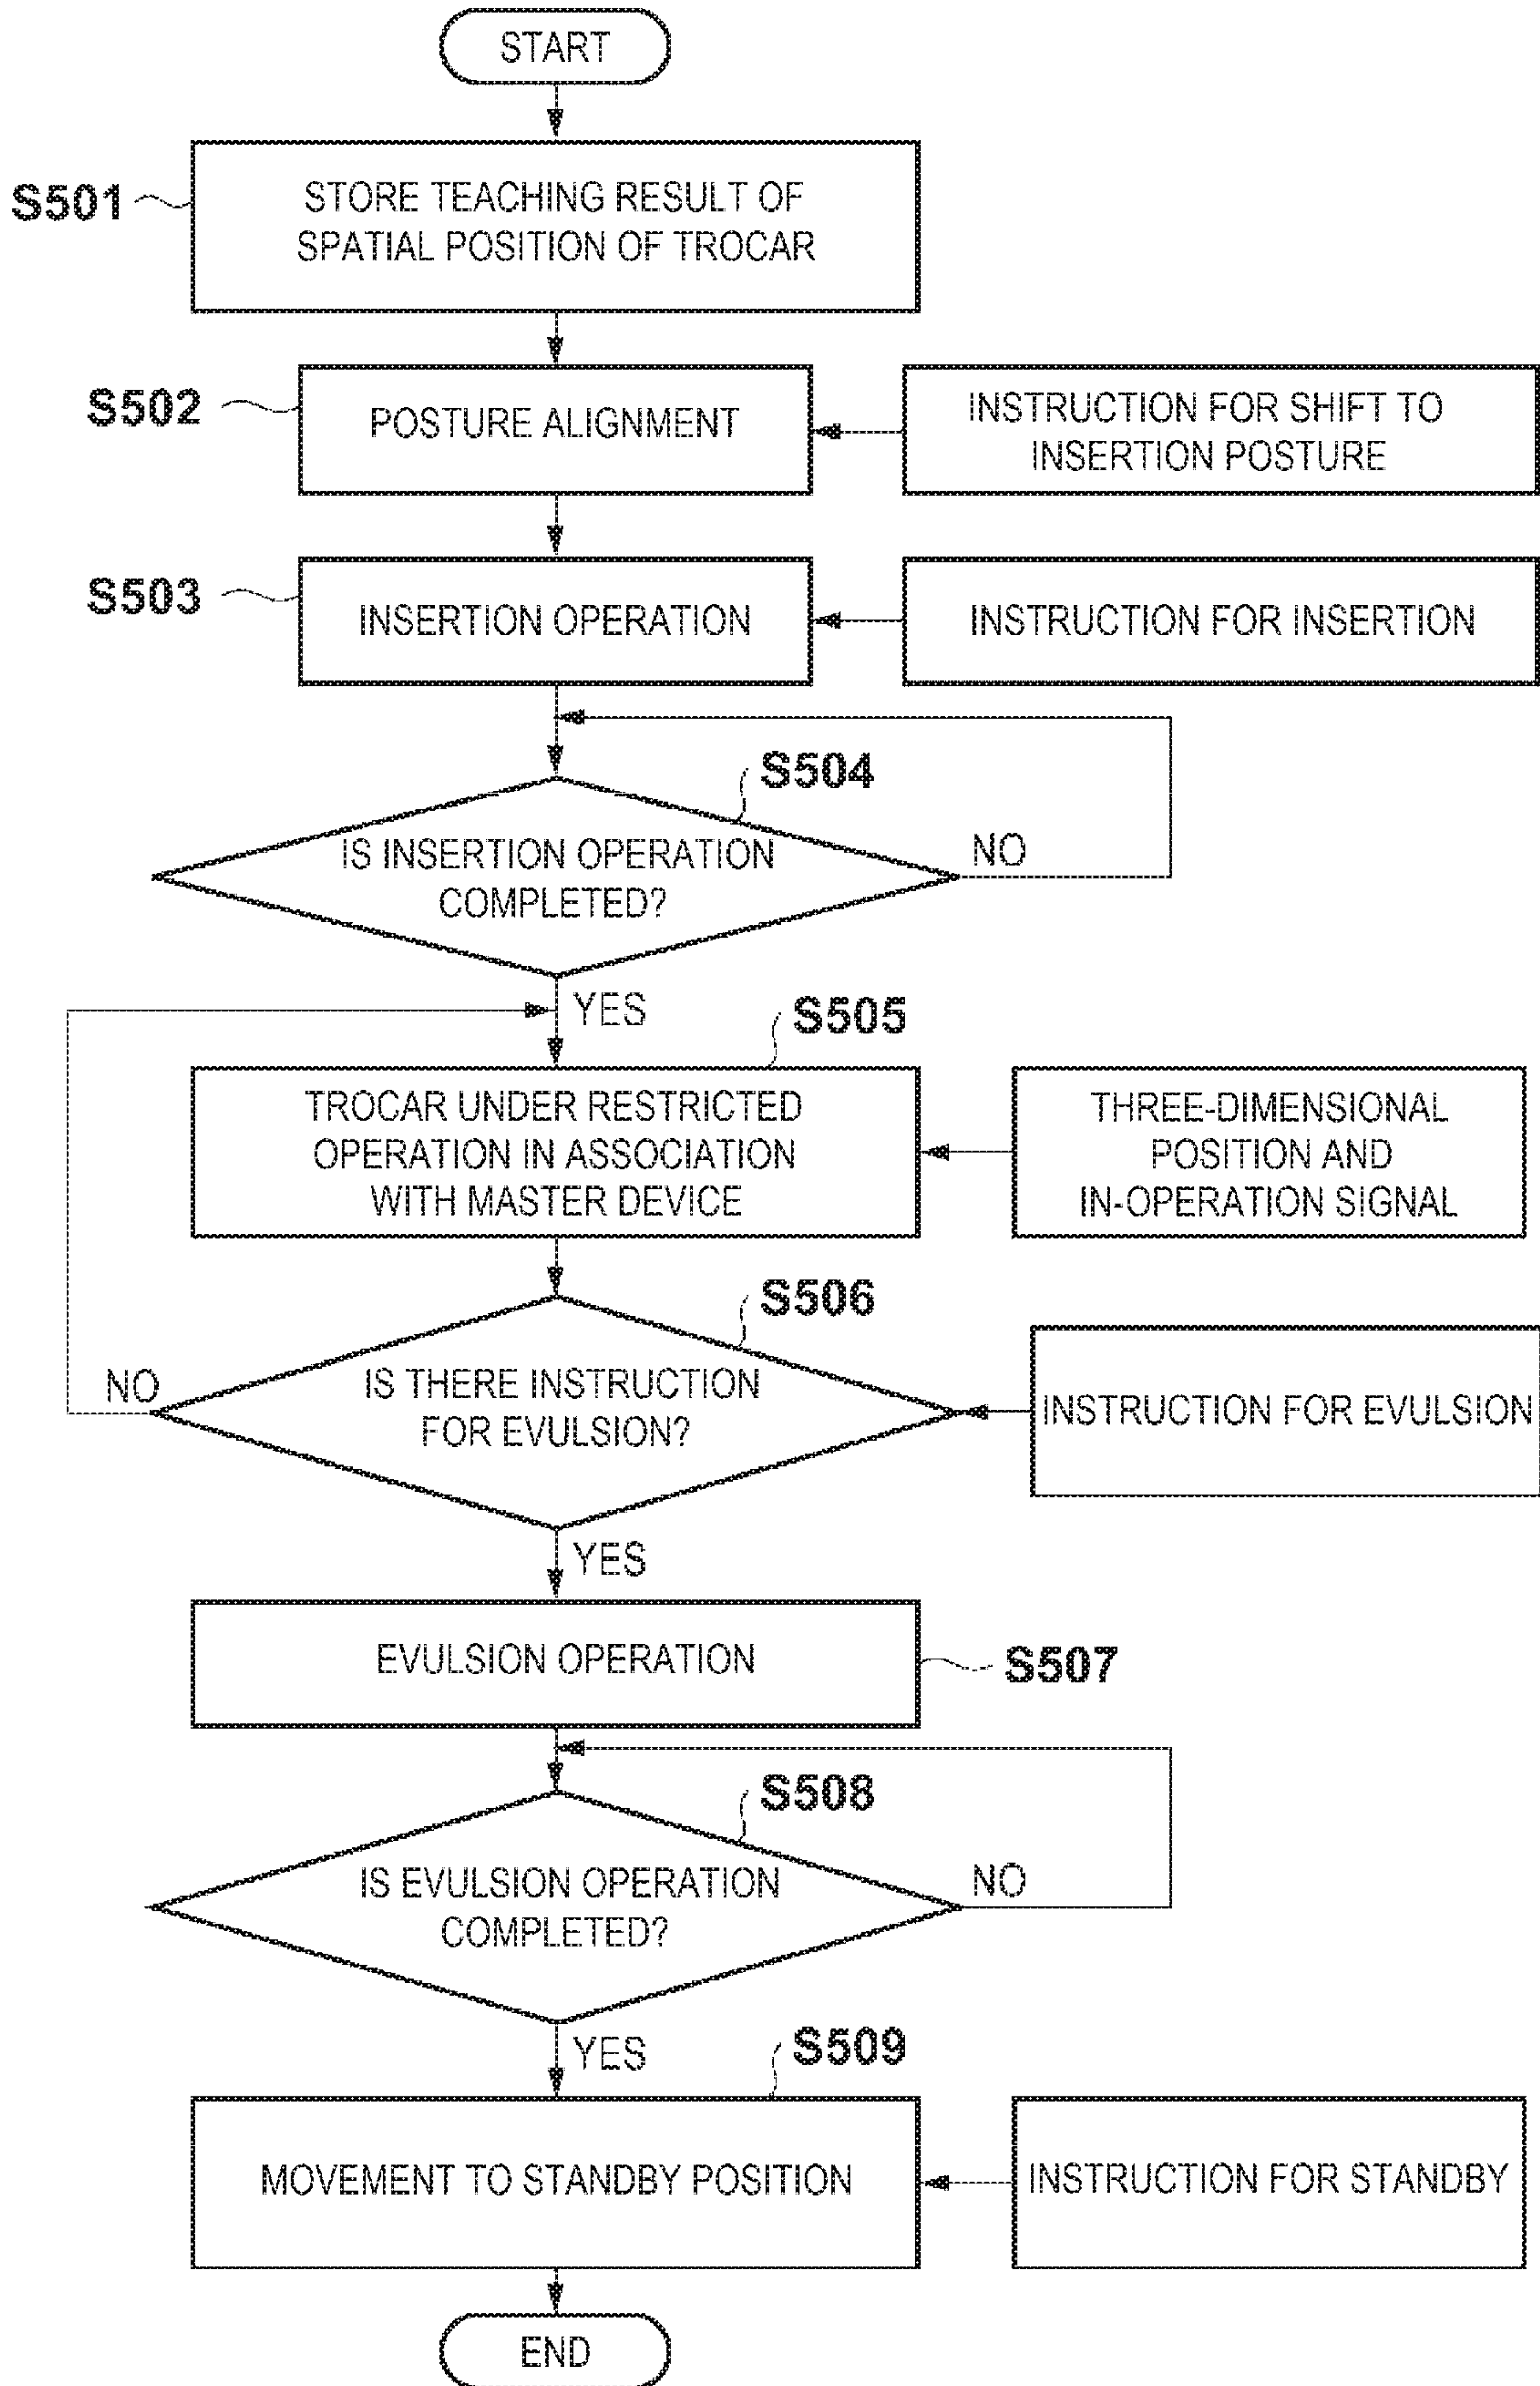 START
S501
STORE TEACHING RESULT OF
SPATIAL POSITION OF TROCAR
S502
POSTURE ALIGNMENT
INSTRUCTION FOR SHIFT TO
INSERTION POSTURE
S503
INSERTION OPERATION
INSTRUCTION FOR INSERTION
S504
IS INSERTION OPERATION
COMPLETED?
NO
YES
S505
TROCAR UNDER RESTRICTED
OPERATION IN ASSOCIATION
WITH MASTER DEVICE
THREE-DIMENSIONAL
POSITION AND
IN-OPERATION SIGNAL
S506
IS THERE INSTRUCTION
FOR EVULSION?
NO
INSTRUCTION FOR EVULSION
YES
EVULSION OPERATION
S507
S508
IS EVULSION OPERATION
COMPLETED?
NO
YES
S509
MOVEMENT TO STANDBY POSITION
INSTRUCTION FOR STANDBY
END